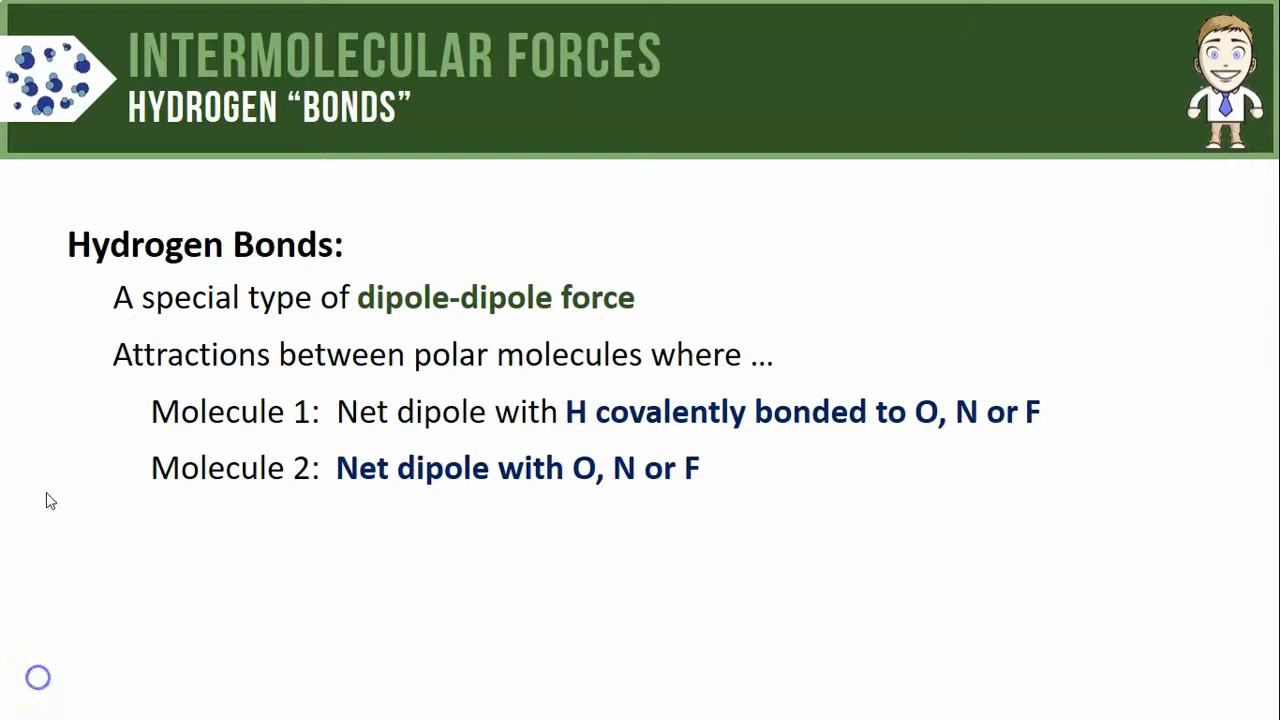 INTERMOLECULAR FORCES
HYDROGEN “BONDS”
Hydrogen Bonds:
A special type of dipole-dipole force
Attractions between polar molecules where ...
Molecule 1: Net dipole with H covalently bonded to O, N or F
Molecule 2: Net dipole with O, N or F